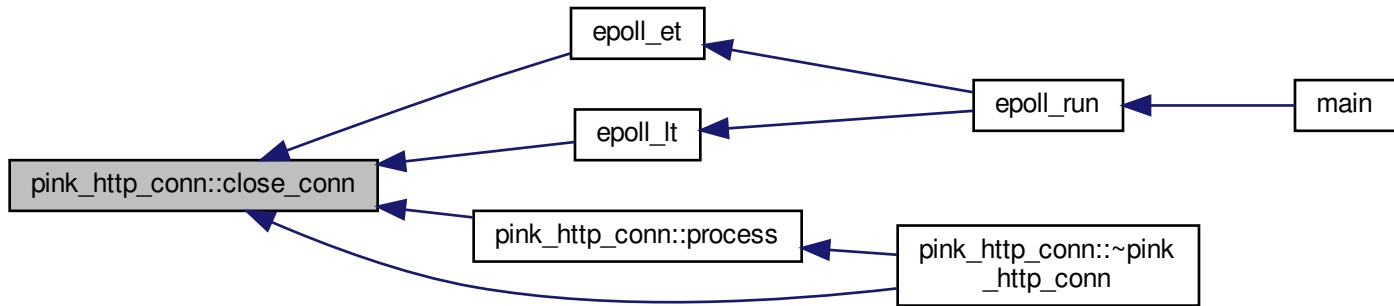 epoll_et
epoll_run
main
epoll_lt
pink_http_conn::close_conn
pink_http_conn::process
pink_http_conn::~pink
_http_conn